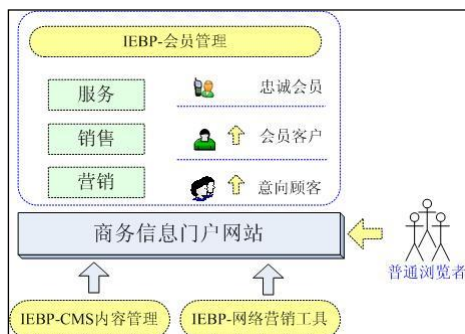 IEBP-会员管理
服务
忠诚会员
销售
会员客户
营销
意向顾客
商务信息门户网站
普通浏览者
IEBP-CMS内容管理
IEBP-网络营销工具